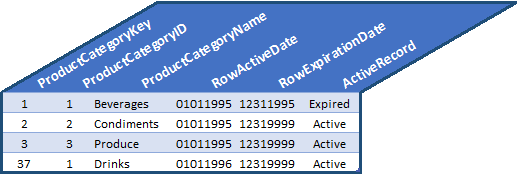 ProductCategoryKey ProductCategoryID ProductCategoryName RowActiveDate RowExpirationDate ActiveRecord
1 1 Beverages 01011995 12311995 Expired
2 2 Condiments 01011995 12319999 Active
3 3 Produce 01011995 12319999 Active
37 1 Drinks 01011996 12319999 Active